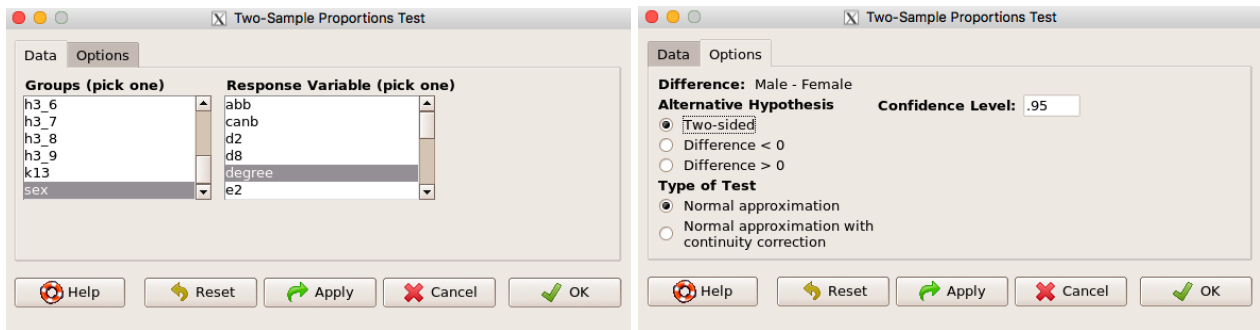 Two-Sample Proportions Test
Data Options
Groups (pick one) Response Variable (pick one)
h3_6 abb
h3_7 canb
h3_8 d2
h3_9 d8
k13 degree
sex e2
Help Reset Apply Cancel OK
Two-Sample Proportions Test
Data Options
Difference: Male - Female
Alternative Hypothesis Confidence Level: .95
Two-sided
Difference < 0
Difference > 0
Type of Test
Normal approximation
Normal approximation with
continuity correction
Help Reset Apply Cancel OK